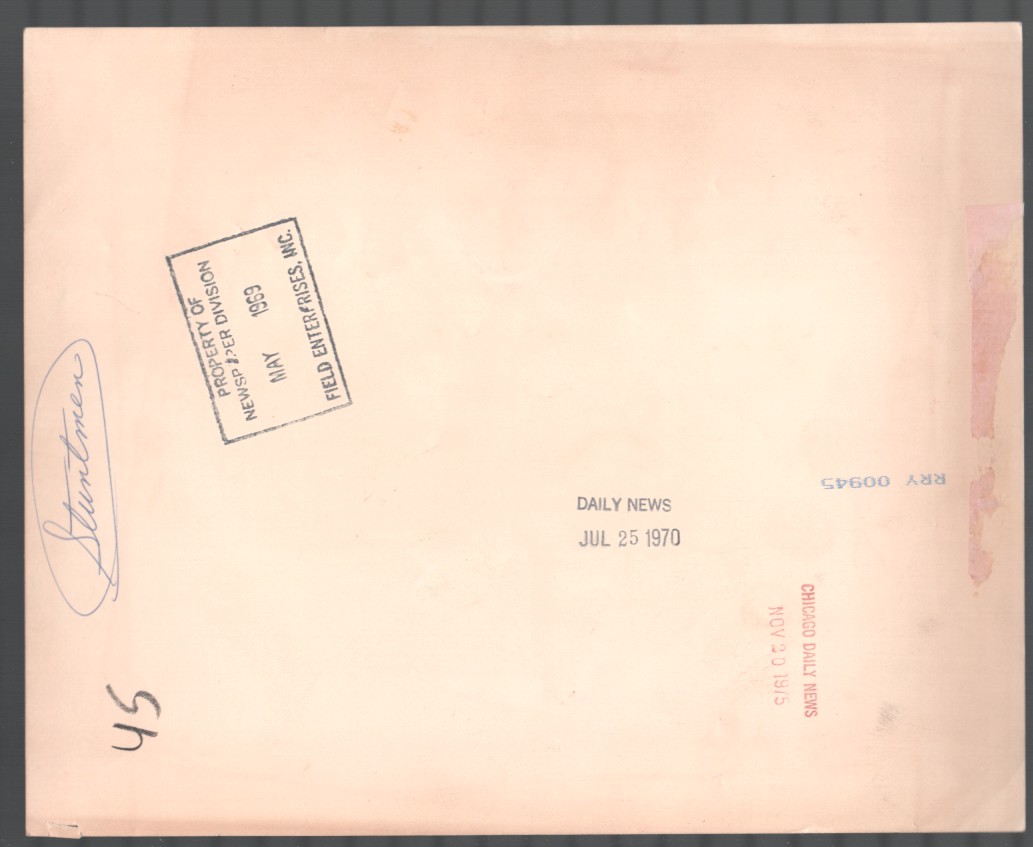 PROPERTY OF
NEWSPAPER DIVISION
MAY 1969
FIELD ENTERPRISES, INC.
Stuntmen
45
DAILY NEWS
JUL 25 1970
RRY 00945
CHICAGO DAILY NEWS
NOV 20 1975